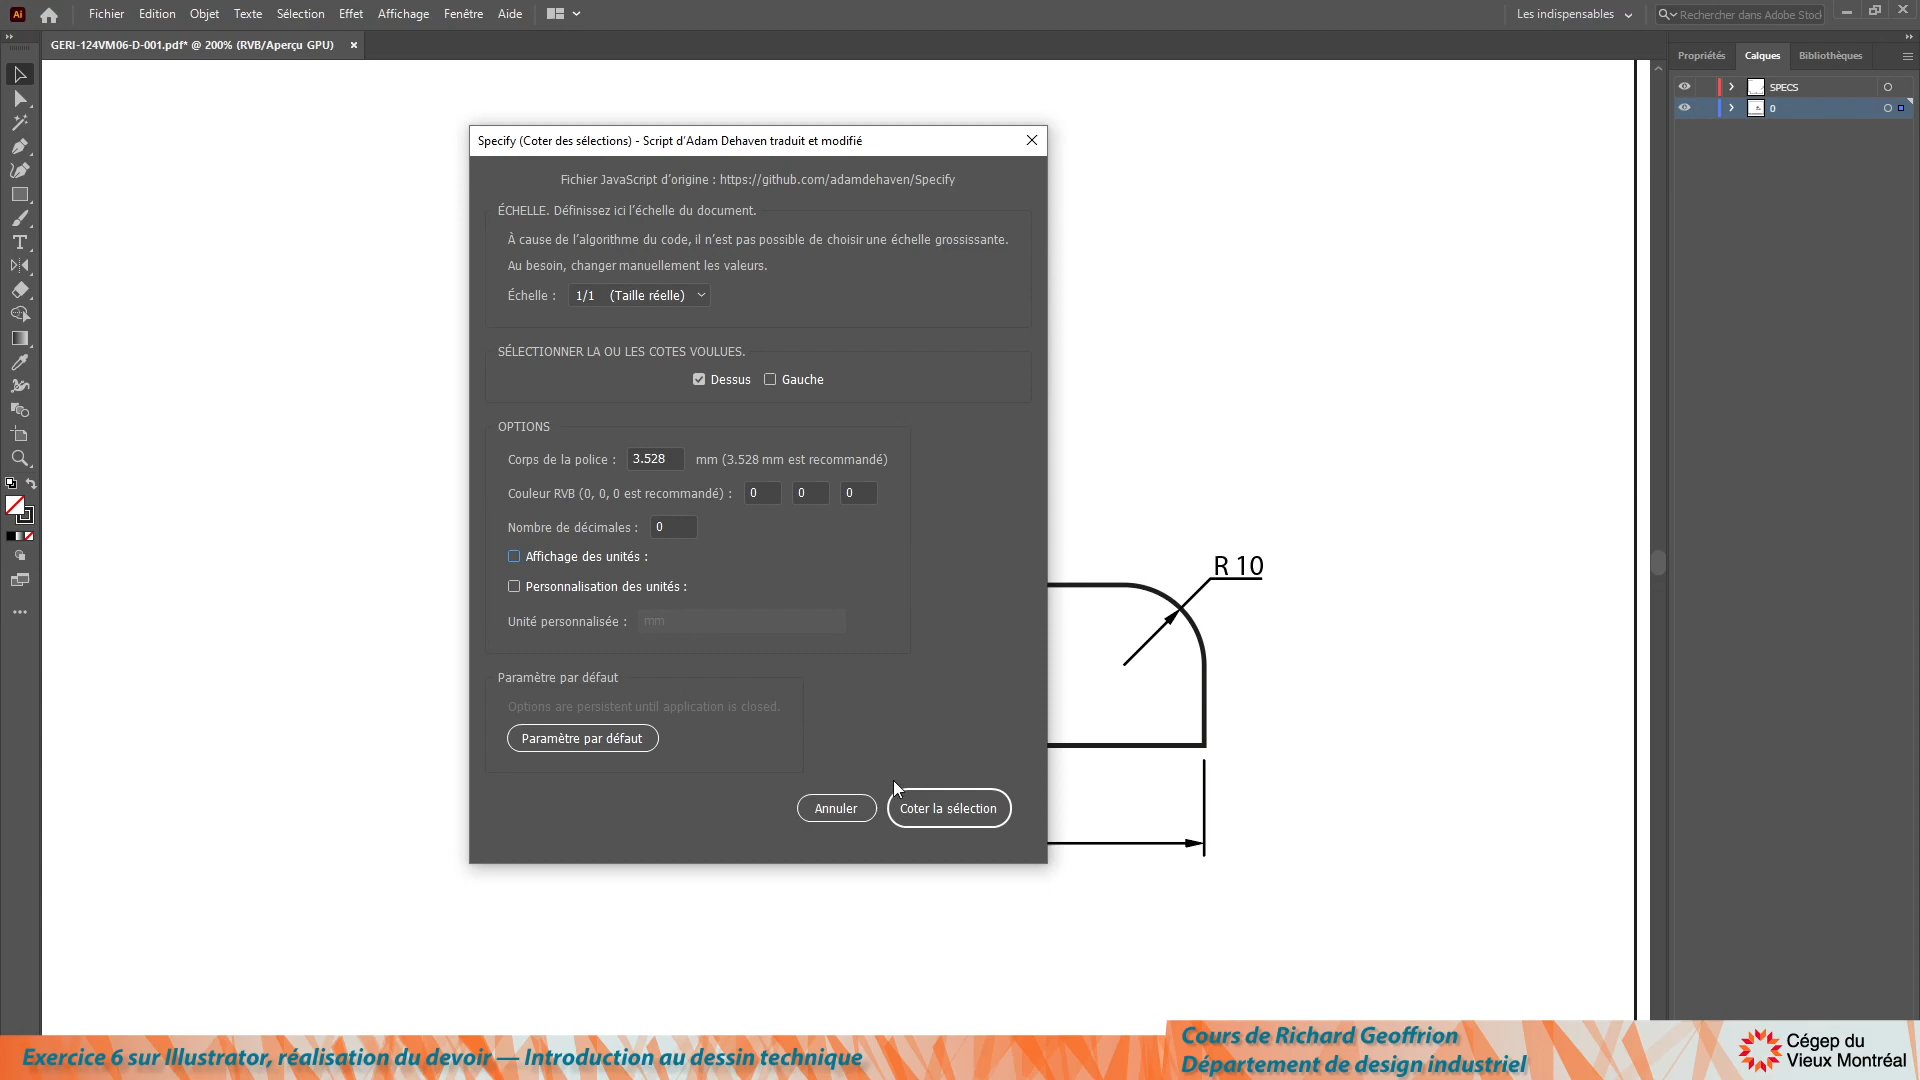 Ai
Fichier Edition Objet Texte Sélection Effet Affichage Fenêtre Aide
Les indispensables
Rechercher dans Adobe Stock
GERI-124VM06-D-001.pdf* @ 200% (RVB/Aperçu GPU)
Propriétés Calques Bibliothèques
SPECS
0
Specify (Coter des sélections) - Script d'Adam Dehaven traduit et modifié
Fichier JavaScript d'origine : https://github.com/adamdehaven/Specify
ÉCHELLE. Définissez ici l'échelle du document.
À cause de l'algorithme du code, il n'est pas possible de choisir une échelle grossissante.
Au besoin, changer manuellement les valeurs.
Échelle : 1/1 (Taille réelle)
SÉLECTIONNER LA OU LES COTES VOULUES.
Dessus Gauche
OPTIONS
Corps de la police : 3.528 mm (3.528 mm est recommandé)
Couleur RVB (0, 0, 0 est recommandé) : 0 0 0
Nombre de décimales : 0
Affichage des unités :
Personnalisation des unités :
Unité personnalisée : mm
Paramètre par défaut
Options are persistent until application is closed.
Paramètre par défaut
Annuler Coter la sélection
R 10
Exercice 6 sur Illustrator, réalisation du devoir — Introduction au dessin technique
Cours de Richard Geoffrion
Département de design industriel
Cégep du
Vieux Montréal